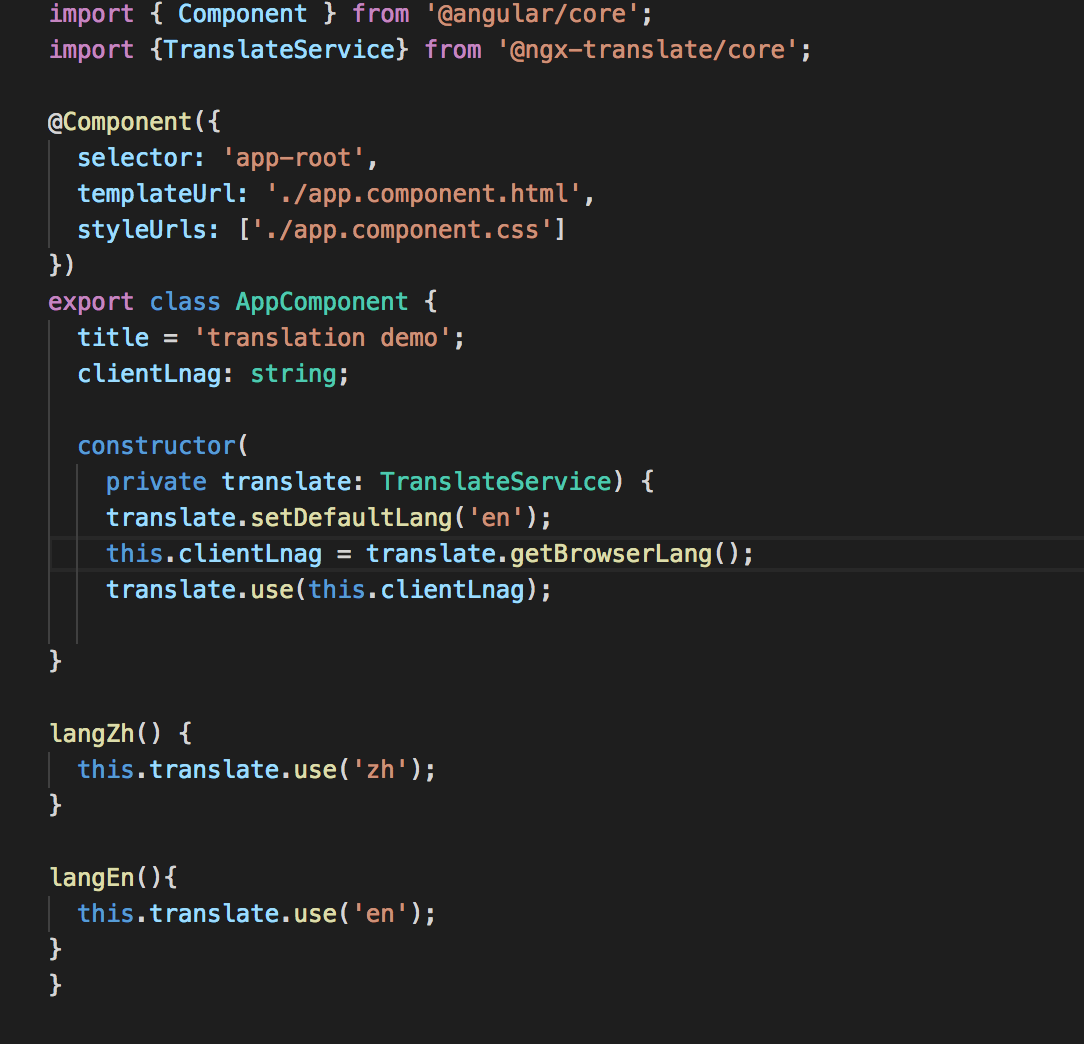 import { Component } from '@angular/core';
import {TranslateService} from '@ngx-translate/core';

@Component({
  selector: 'app-root',
  templateUrl: './app.component.html',
  styleUrls: ['./app.component.css']
})
export class AppComponent {
  title = 'translation demo';
  clientLnag: string;

  constructor(
    private translate: TranslateService) {
    translate.setDefaultLang('en');
    this.clientLnag = translate.getBrowserLang();
    translate.use(this.clientLnag);

}

langZh() {
  this.translate.use('zh');
}

langEn(){
  this.translate.use('en');
}
}